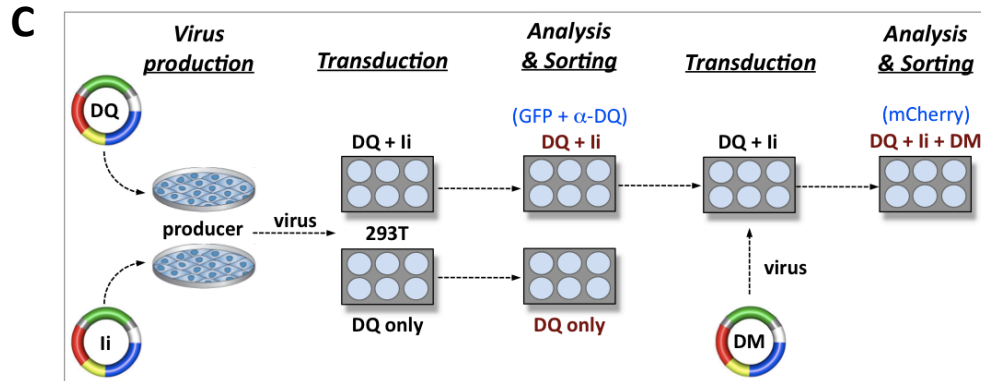 C
Virus
production
Transduction
Analysis
& Sorting
Transduction
Analysis
& Sorting
DQ
(GFP + α-DQ)
(mCherry)
DQ + Ii
DQ + Ii
DQ + Ii
DQ + Ii + DM
producer
virus
293T
virus
Ii
DQ only
DQ only
DM